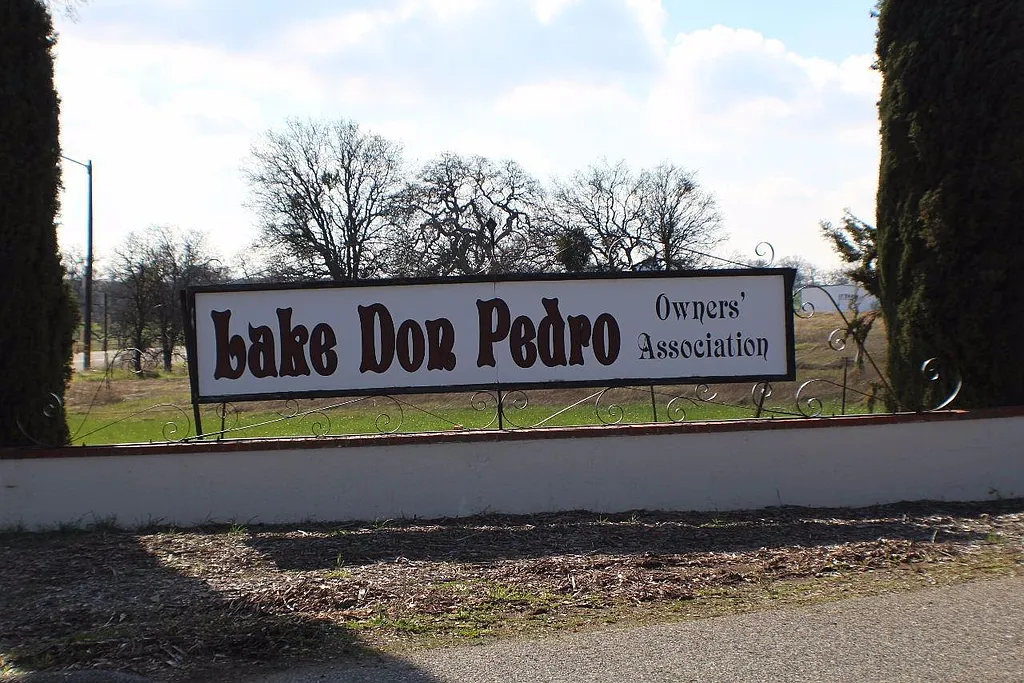 Lake Don Pedro
Owners'
Association